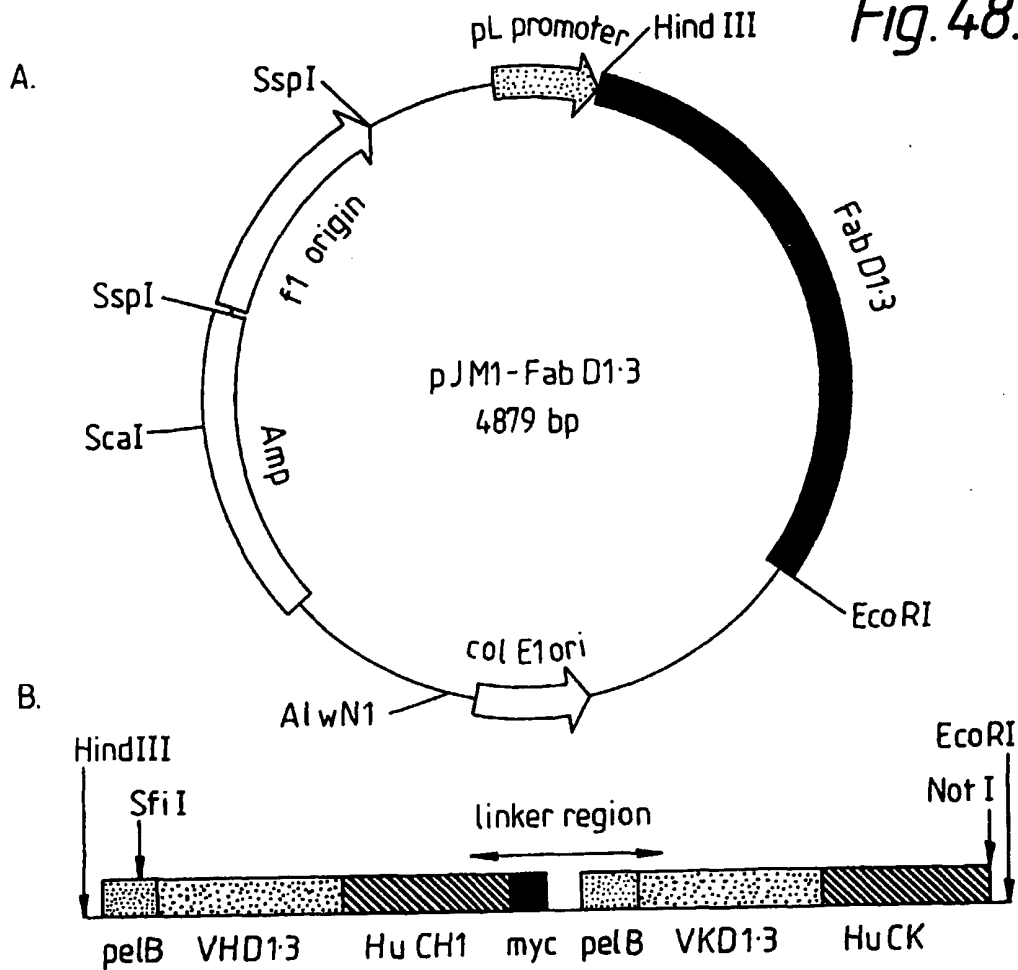 Fig. 48.
A.
pL promoter
Hind III
SspI
f1 origin
Fab D1·3
SspI
pJM1-Fab D1·3
4879 bp
ScaI
Amp
EcoRI
col E1 ori
AlwN1
B.
HindIII
EcoRI
SfiI
Not I
linker region
pelB VHD1·3 HuCH1 myc pelB VKD1·3 HuCK